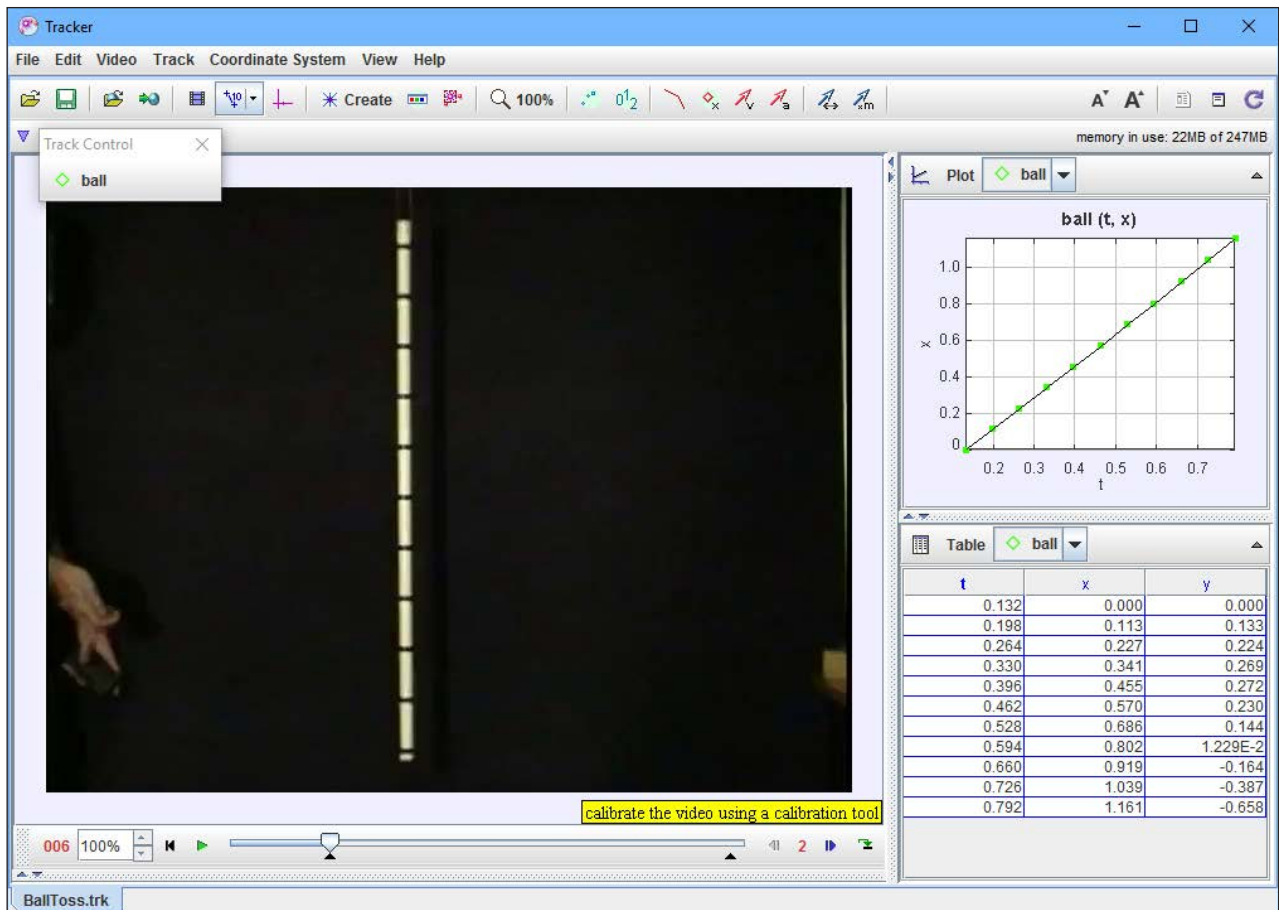 Tracker
File Edit Video Track Coordinate System View Help
Create 100%
memory in use: 22MB of 247MB
Track Control
ball
Plot ball
ball (t, x)
1.0
0.8
0.6
0.4
0.2
0
x
0.2 0.3 0.4 0.5 0.6 0.7
t
Table ball
t x y
0.132 0.000 0.000
0.198 0.113 0.133
0.264 0.227 0.224
0.330 0.341 0.269
0.396 0.455 0.272
0.462 0.570 0.230
0.528 0.686 0.144
0.594 0.802 1.229E-2
0.660 0.919 -0.164
0.726 1.039 -0.387
0.792 1.161 -0.658
calibrate the video using a calibration tool
006 100% 2
BallToss.trk